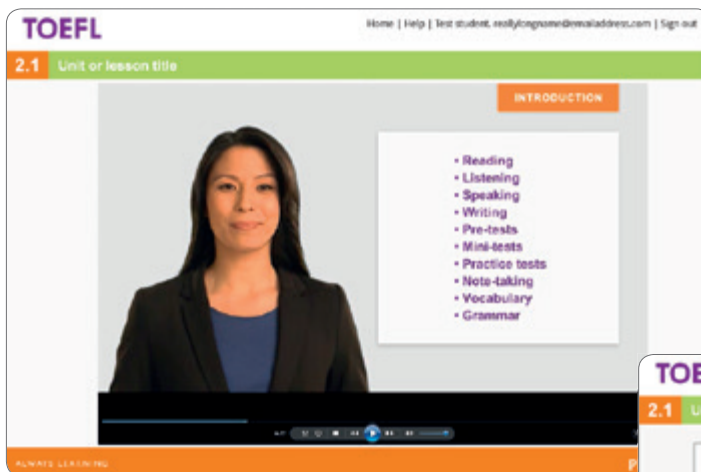 TOEFL
Home | Help | Test student, reallylongname@emailaddress.com | Sign out
2.1 Unit or lesson title
INTRODUCTION
• Reading
• Listening
• Speaking
• Writing
• Pre-tests
• Mini-tests
• Practice tests
• Note-taking
• Vocabulary
• Grammar
ALWAYS LEARNING
P
TOE
2.1 U